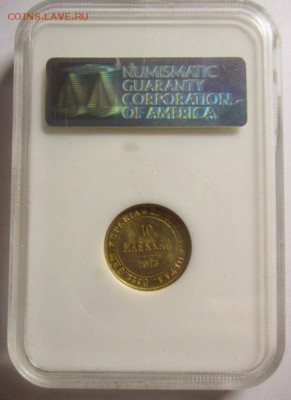 COINS.LAVE.RU
NUMISMATIC
GUARANTY
CORPORATION
OF AMERICA
10
MARKKAA